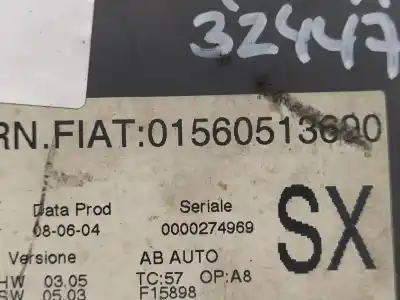 32447
RN.FIAT:01560513690
Data Prod Seriale
08-06-04 0000274969
SX
Versione AB AUTO
HW 03.05 TC:57 OP:A8
SW 05.03 F15898